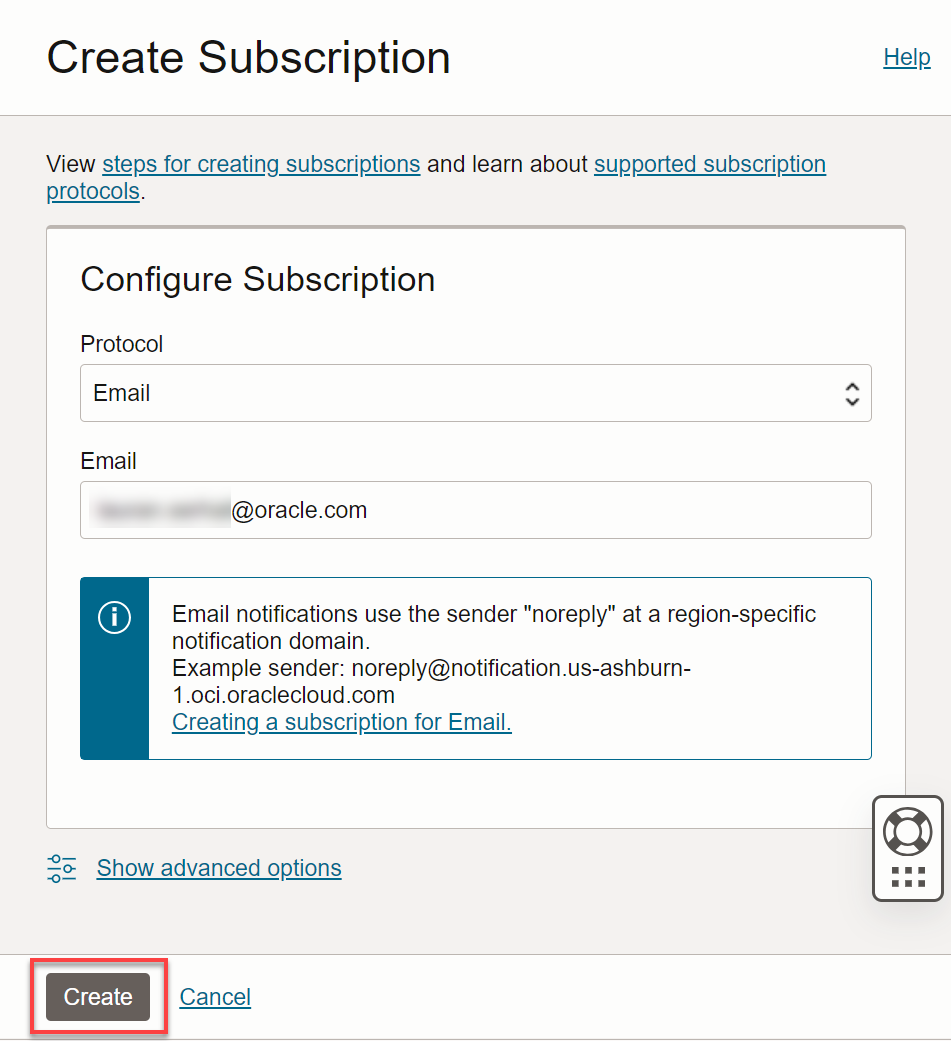 Create Subscription
Help
View steps for creating subscriptions and learn about supported subscription
protocols.
Configure Subscription
Protocol
Email
Email
@oracle.com
Email notifications use the sender "noreply" at a region-specific
notification domain.
Example sender: noreply@notification.us-ashburn-
1.oci.oraclecloud.com
Creating a subscription for Email.
Show advanced options
Create
Cancel